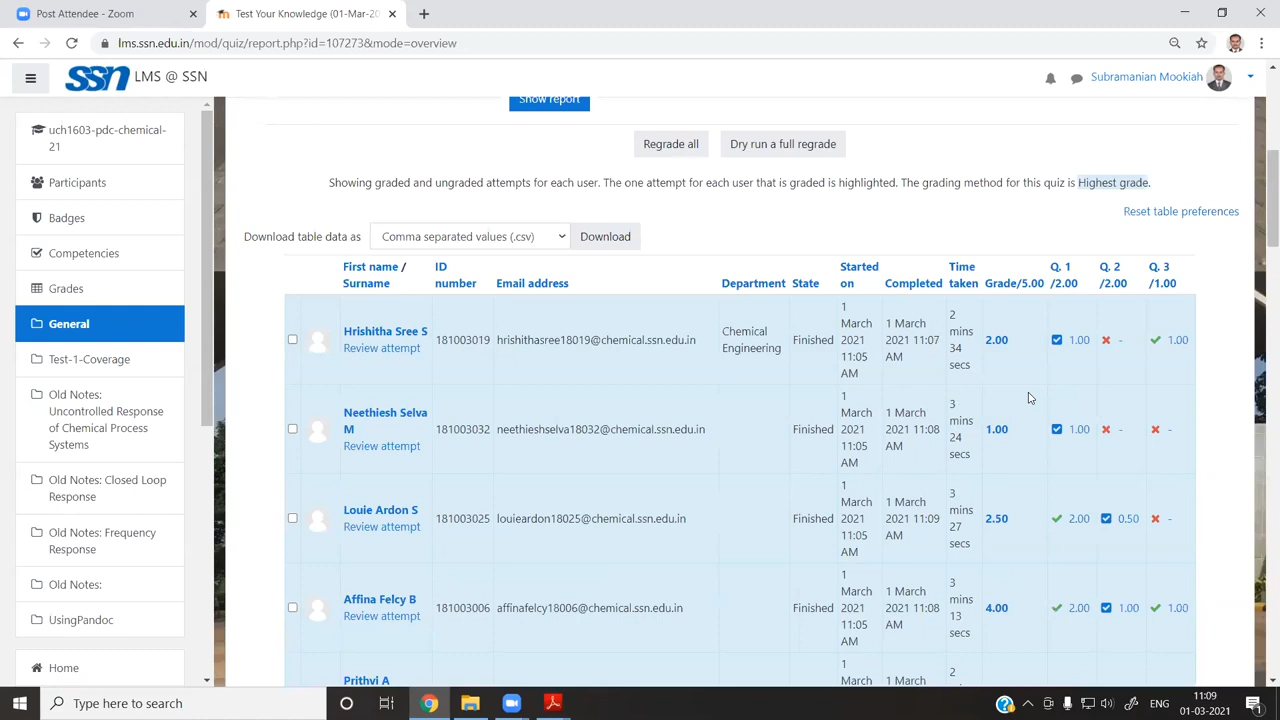 Post Attendee - Zoom
Test Your Knowledge (01-Mar-20
lms.ssn.edu.in/mod/quiz/report.php?id=107273&mode=overview
ssn LMS @ SSN
Subramanian Mookiah
uch1603-pdc-chemical-
21
Participants
Badges
Competencies
Grades
General
Test-1-Coverage
Old Notes:
Uncontrolled Response
of Chemical Process
Systems
Old Notes: Closed Loop
Response
Old Notes: Frequency
Response
Old Notes:
UsingPandoc
Home
Show report
Regrade all
Dry run a full regrade
Showing graded and ungraded attempts for each user. The one attempt for each user that is graded is highlighted. The grading method for this quiz is Highest grade.
Reset table preferences
Download table data as
Comma separated values (.csv)
Download
First name / Surname
ID number
Email address
Department
State
Started on
Completed
Time taken
Grade/5.00
Q. 1 /2.00
Q. 2 /2.00
Q. 3 /1.00
Hrishitha Sree S
Review attempt
181003019
hrishithasree18019@chemical.ssn.edu.in
Chemical Engineering
Finished
1 March 2021 11:05 AM
1 March 2021 11:07 AM
2 mins 34 secs
2.00
1.00
-
1.00
Neethiesh Selva M
Review attempt
181003032
neethieshselva18032@chemical.ssn.edu.in
Finished
1 March 2021 11:05 AM
1 March 2021 11:08 AM
3 mins 24 secs
1.00
1.00
-
-
Louie Ardon S
Review attempt
181003025
louieardon18025@chemical.ssn.edu.in
Finished
1 March 2021 11:05 AM
1 March 2021 11:09 AM
3 mins 27 secs
2.50
2.00
0.50
-
Affina Felcy B
Review attempt
181003006
affinafelcy18006@chemical.ssn.edu.in
Finished
1 March 2021 11:05 AM
1 March 2021 11:08 AM
3 mins 13 secs
4.00
2.00
1.00
1.00
Prithvi A
1 March
1 March
2
Type here to search
ENG
11:09
01-03-2021